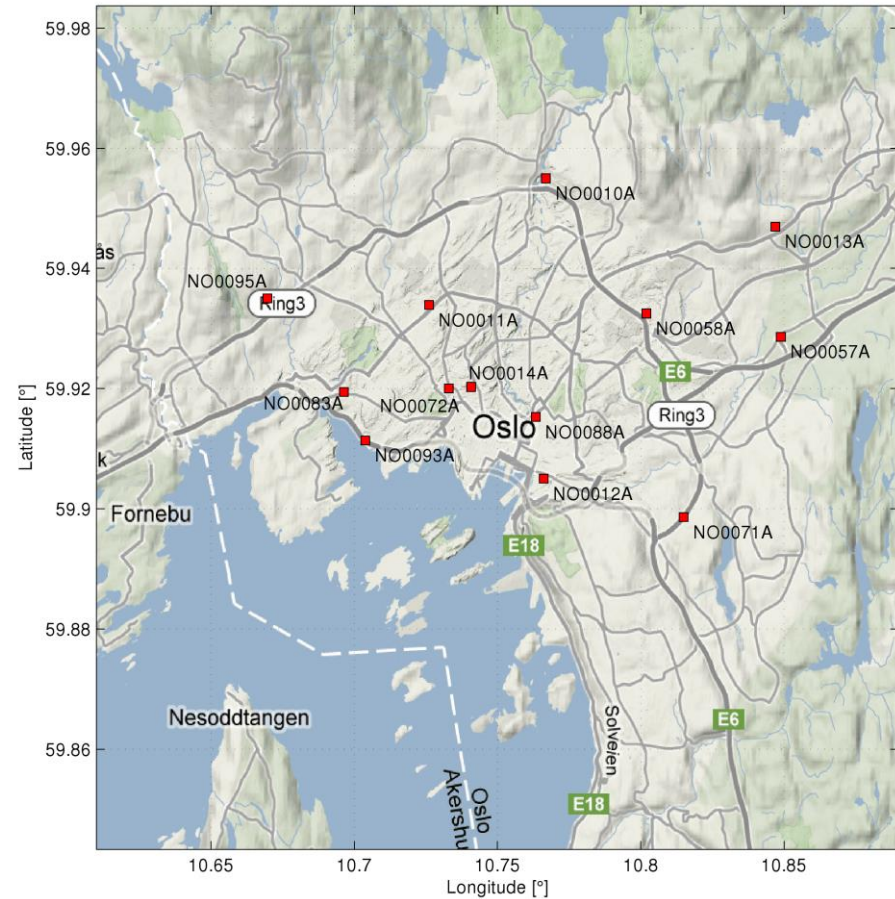 59.98
59.96
NO0010A
NO0013A
ås
59.94
NO0095A
Ring3
NO0011A
NO0058A
NO0057A
E6
59.92
NO0014A
NO0083A
NO0072A
Ring3
Oslo
NO0088A
Latitude [°]
k
NO0093A
NO0012A
59.9
Fornebu
NO0071A
E18
59.88
Nesoddtangen
Solveien
E6
59.86
Oslo
Akershu
E18
10.65
10.7
10.75
10.8
10.85
Longitude [°]